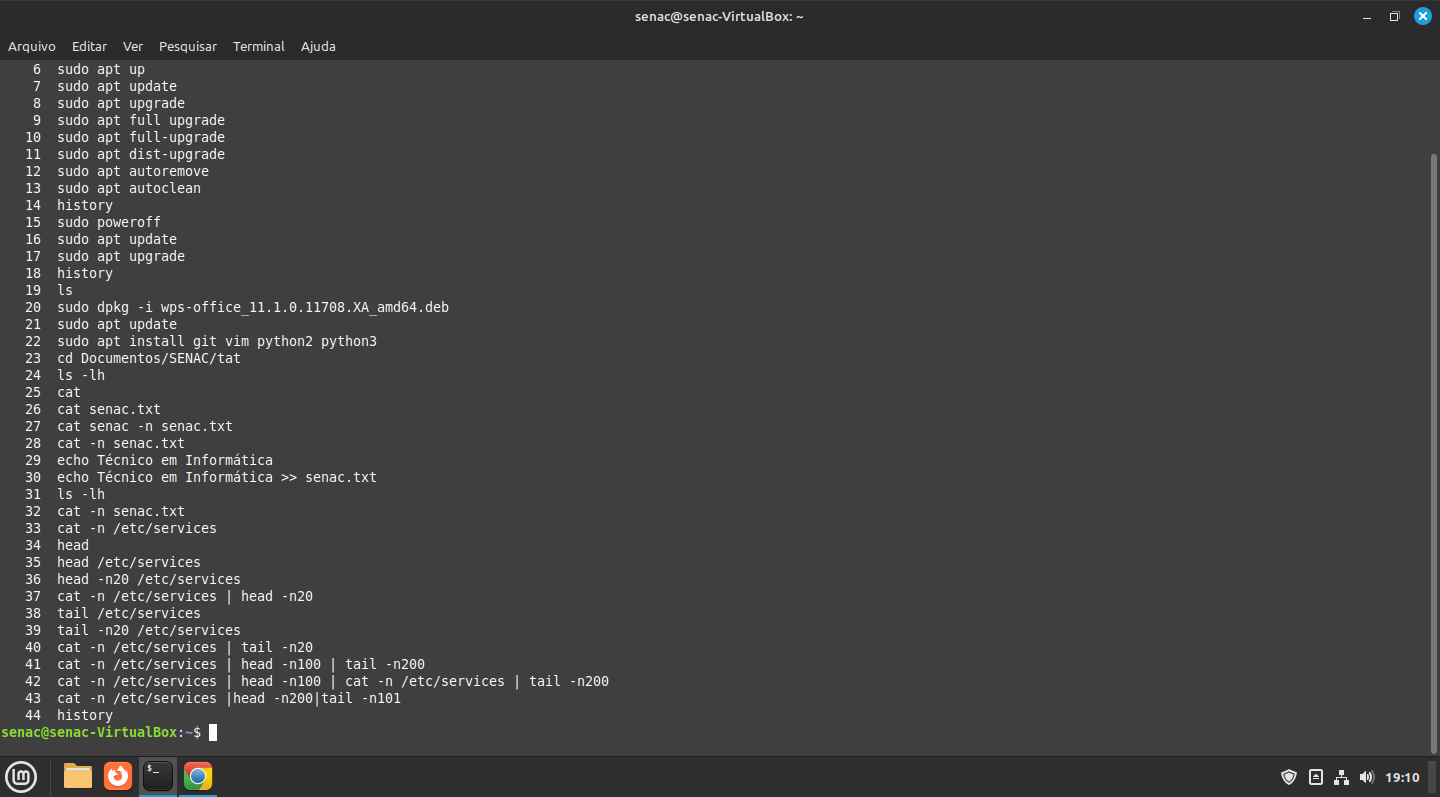 senac@senac-VirtualBox: ~
Arquivo Editar Ver Pesquisar Terminal Ajuda
6 sudo apt up
7 sudo apt update
8 sudo apt upgrade
9 sudo apt full upgrade
10 sudo apt full-upgrade
11 sudo apt dist-upgrade
12 sudo apt autoremove
13 sudo apt autoclean
14 history
15 sudo poweroff
16 sudo apt update
17 sudo apt upgrade
18 history
19 ls
20 sudo dpkg -i wps-office_11.1.0.11708.XA_amd64.deb
21 sudo apt update
22 sudo apt install git vim python2 python3
23 cd Documentos/SENAC/tat
24 ls -lh
25 cat
26 cat senac.txt
27 cat senac -n senac.txt
28 cat -n senac.txt
29 echo Técnico em Informática
30 echo Técnico em Informática >> senac.txt
31 ls -lh
32 cat -n senac.txt
33 cat -n /etc/services
34 head
35 head /etc/services
36 head -n20 /etc/services
37 cat -n /etc/services | head -n20
38 tail /etc/services
39 tail -n20 /etc/services
40 cat -n /etc/services | tail -n20
41 cat -n /etc/services | head -n100 | tail -n200
42 cat -n /etc/services | head -n100 | cat -n /etc/services | tail -n200
43 cat -n /etc/services |head -n200|tail -n101
44 history
senac@senac-VirtualBox:~$
$_
19:10